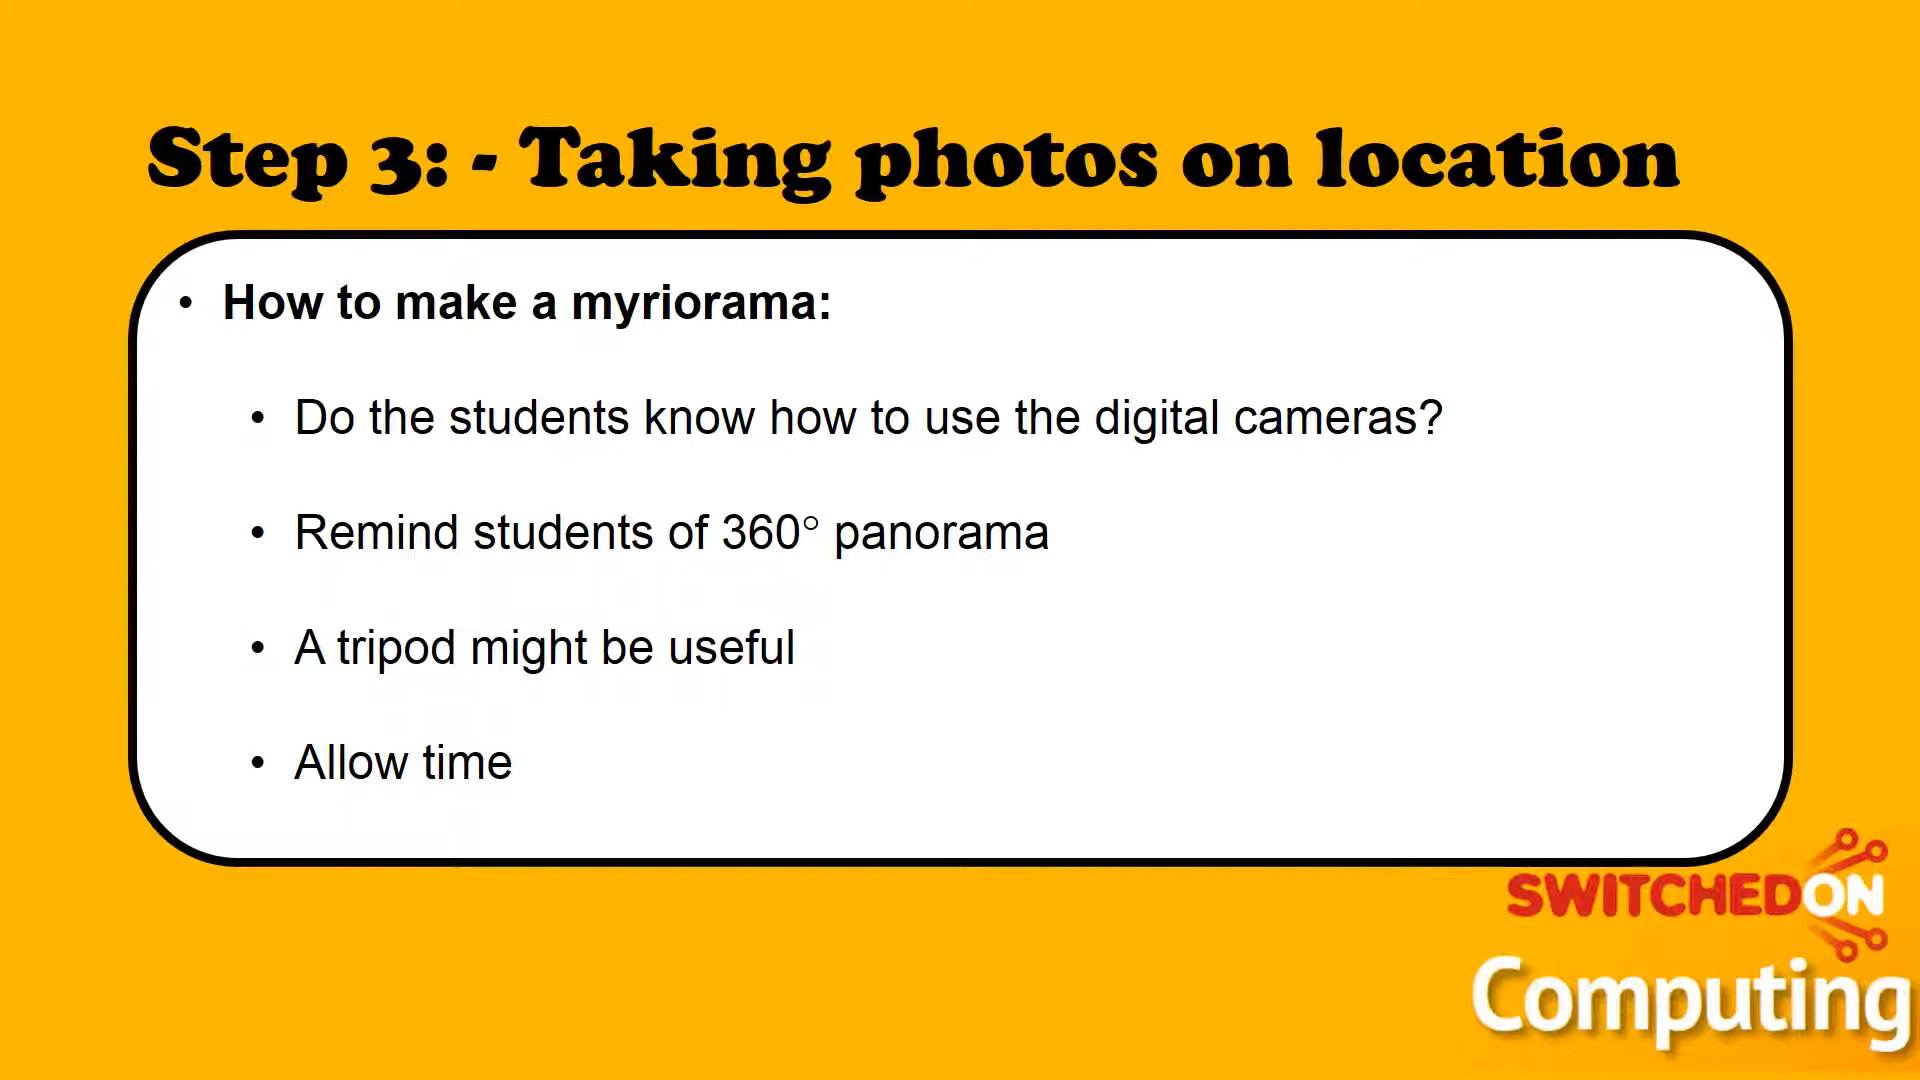 Step 3: - Taking photos on location
• How to make a myriorama:
• Do the students know how to use the digital cameras?
• Remind students of 360° panorama
• A tripod might be useful
• Allow time
SWITCHEDON
Computing